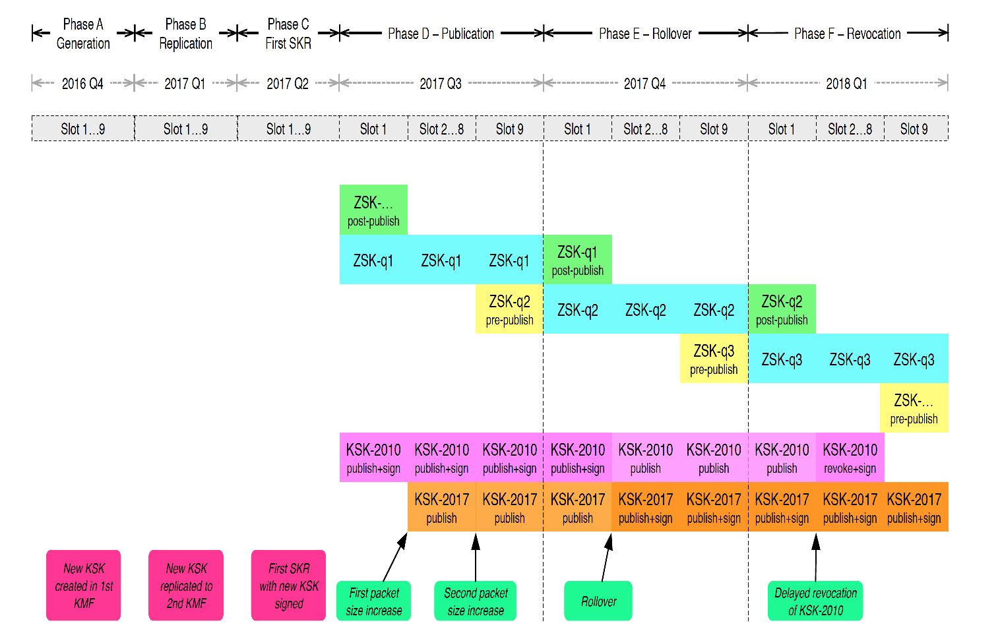 Phase A
Generation
Phase B
Replication
Phase C
First SKR
Phase D – Publication
Phase E – Rollover
Phase F – Revocation
2016 Q4
2017 Q1
2017 Q2
2017 Q3
2017 Q4
2018 Q1
Slot 1…9
Slot 1…9
Slot 1…9
Slot 1
Slot 2…8
Slot 9
Slot 1
Slot 2…8
Slot 9
Slot 1
Slot 2…8
Slot 9
ZSK-…
post-publish
ZSK-q1
ZSK-q1
ZSK-q1
ZSK-q1
post-publish
ZSK-q2
pre-publish
ZSK-q2
ZSK-q2
ZSK-q2
ZSK-q2
post-publish
ZSK-q3
pre-publish
ZSK-q3
ZSK-q3
ZSK-q3
ZSK-…
pre-publish
KSK-2010
publish+sign
KSK-2010
publish+sign
KSK-2010
publish+sign
KSK-2010
publish+sign
KSK-2010
publish
KSK-2010
publish
KSK-2010
publish
KSK-2010
revoke+sign
KSK-2017
publish
KSK-2017
publish
KSK-2017
publish
KSK-2017
publish+sign
KSK-2017
publish+sign
KSK-2017
publish+sign
KSK-2017
publish+sign
KSK-2017
publish+sign
New KSK
created in 1st
KMF
New KSK
replicated to
2nd KMF
First SKR
with new KSK
signed
First packet
size increase
Second packet
size increase
Rollover
Delayed revocation
of KSK-2010